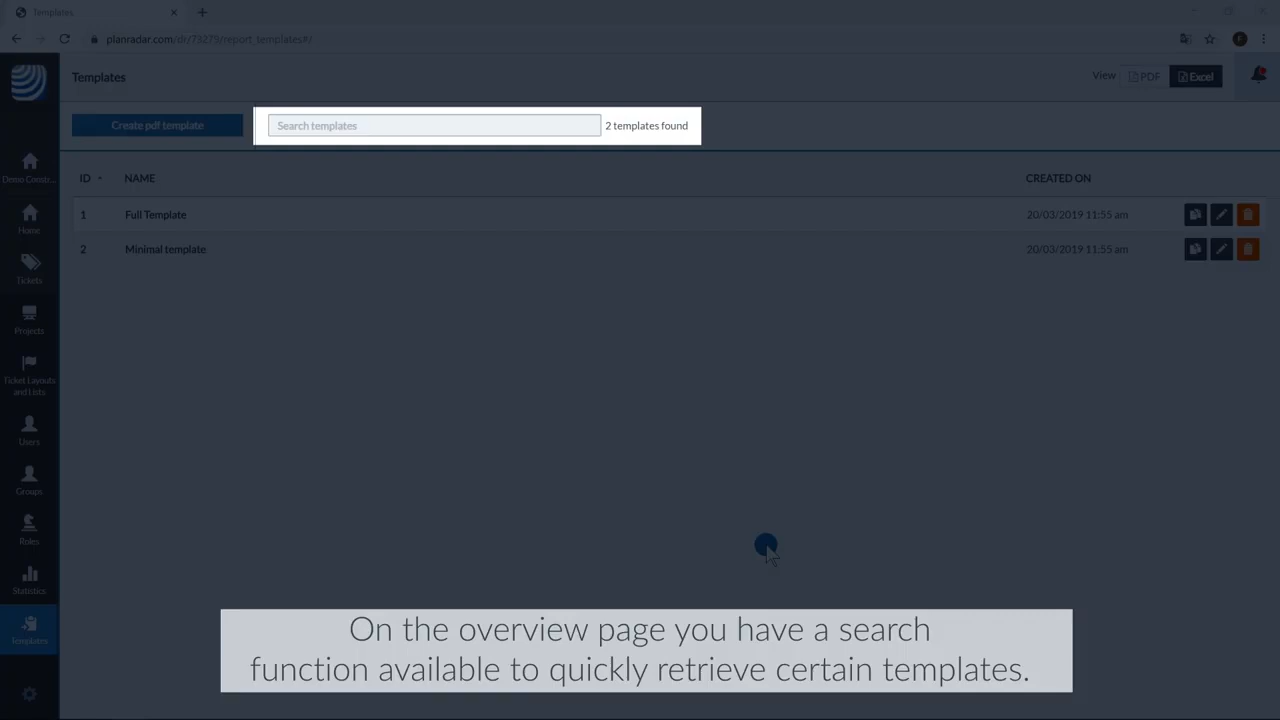 Templates
planradar.com/dr/73275/report_templates#/
Templates
View PDF Excel
Create pdf template
Search templates
2 templates found
ID NAME CREATED ON
1 Full Template 20/03/2019 11:55 am
2 Minimal template 20/03/2019 11:55 am
Demo Constr...
Home
Tickets
Projects
Ticket Layouts
and Lists
Users
Groups
Roles
Statistics
Templates
On the overview page you have a search
function available to quickly retrieve certain templates.